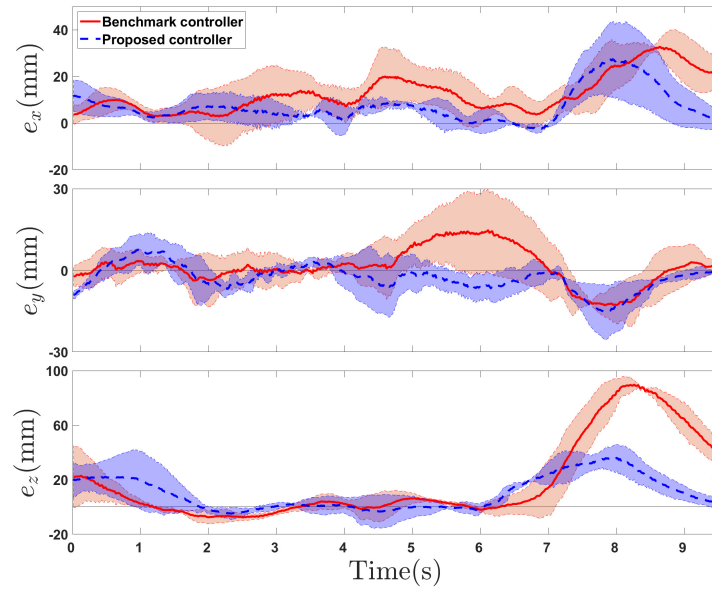 Benchmark controller
Proposed controller
e_x(mm)
40
20
0
-20
e_y(mm)
30
0
-30
e_z(mm)
100
60
20
-20
0 1 2 3 4 5 6 7 8 9
Time(s)